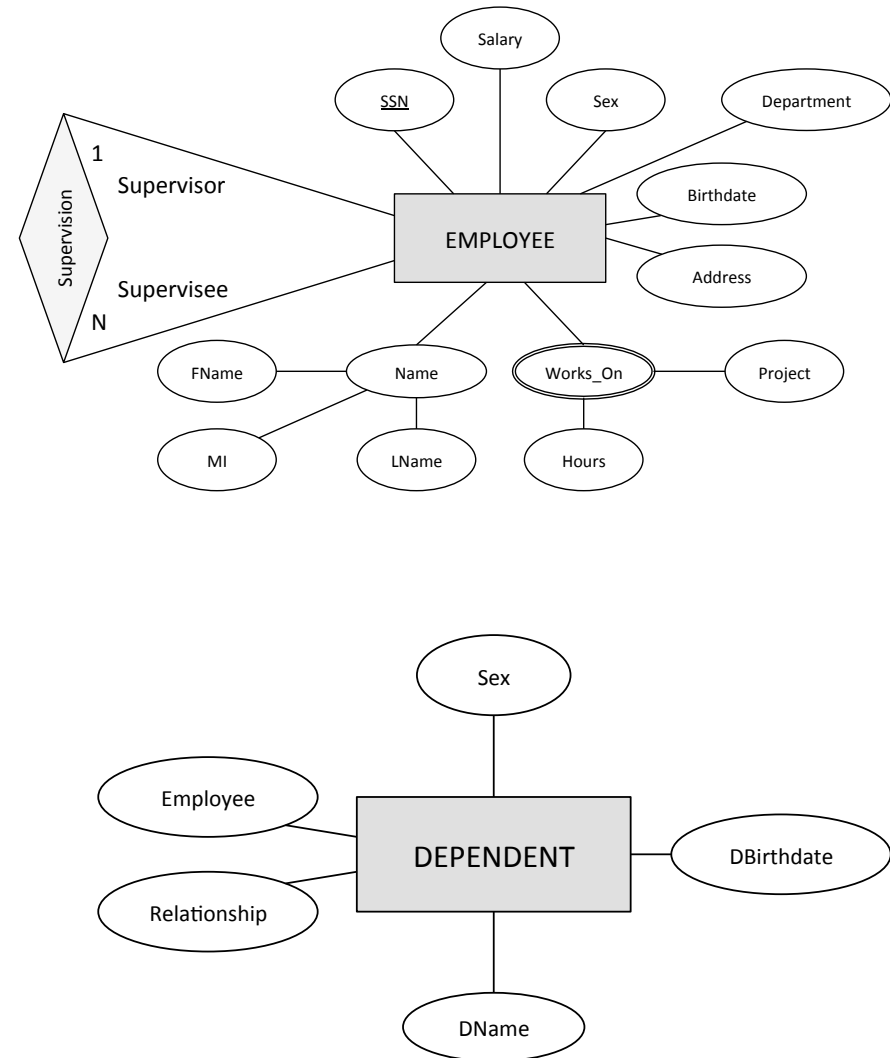 Salary
SSN
Sex
Department
1
Supervisor
Birthdate
Supervision
EMPLOYEE
Supervisee
Address
N
FName
Name
Works_On
Project
MI
LName
Hours
Sex
Employee
DEPENDENT
DBirthdate
Relationship
DName